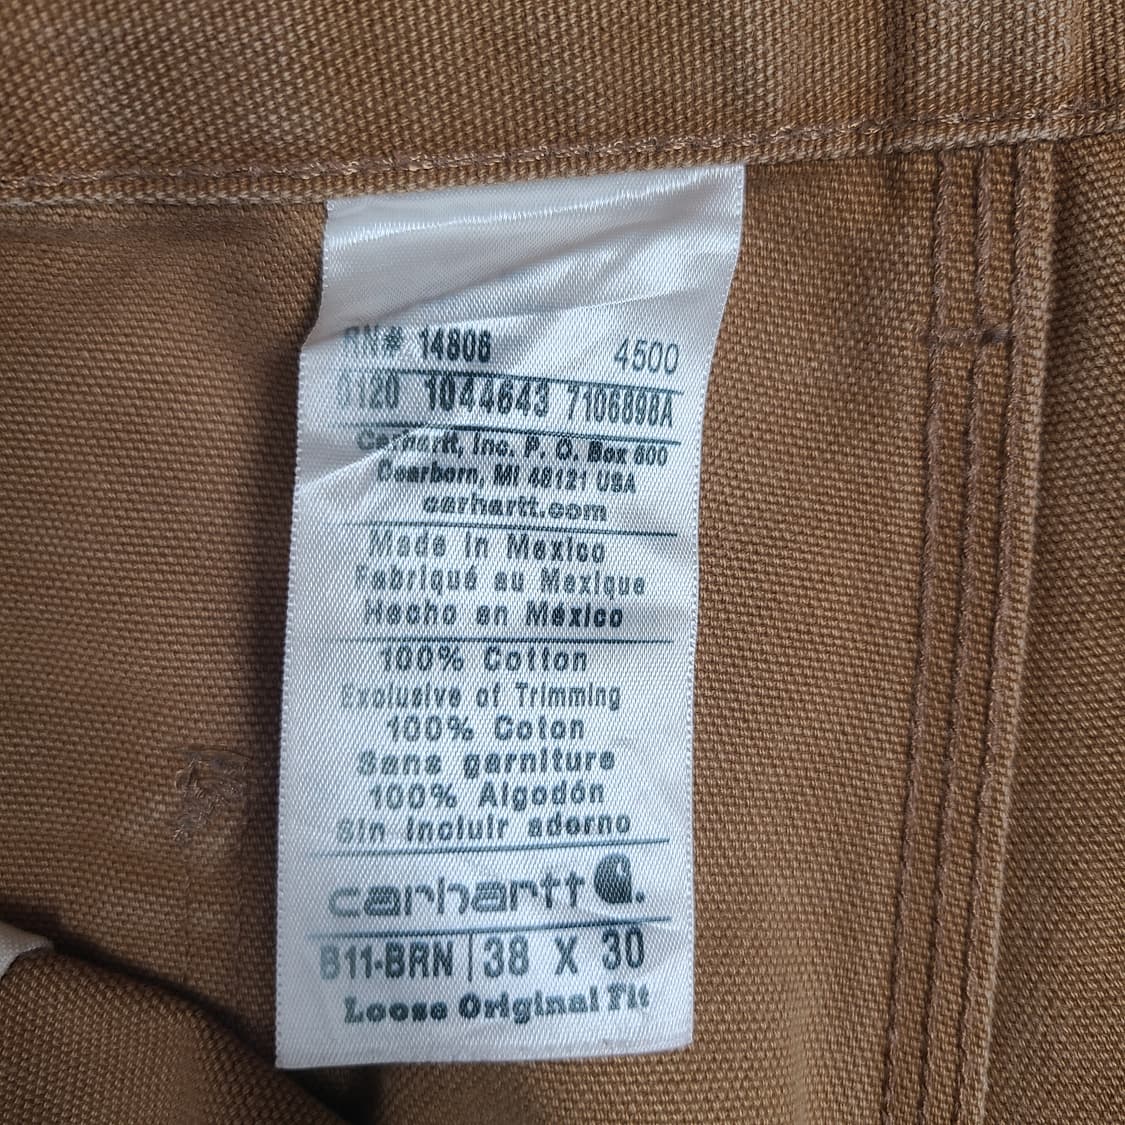 RN# 14806 4500
0120 1044643 7106898A
Carhartt, Inc. P. O. Box 600
Dearborn, MI 48121 USA
carhartt.com
Made in Mexico
Fabriqué au Mexique
Hecho en México
100% Cotton
Exclusive of Trimming
100% Coton
Sans garniture
100% Algodón
Sin incluir adorno
carhartt
B11-BRN | 38 X 30
Loose Original Fit